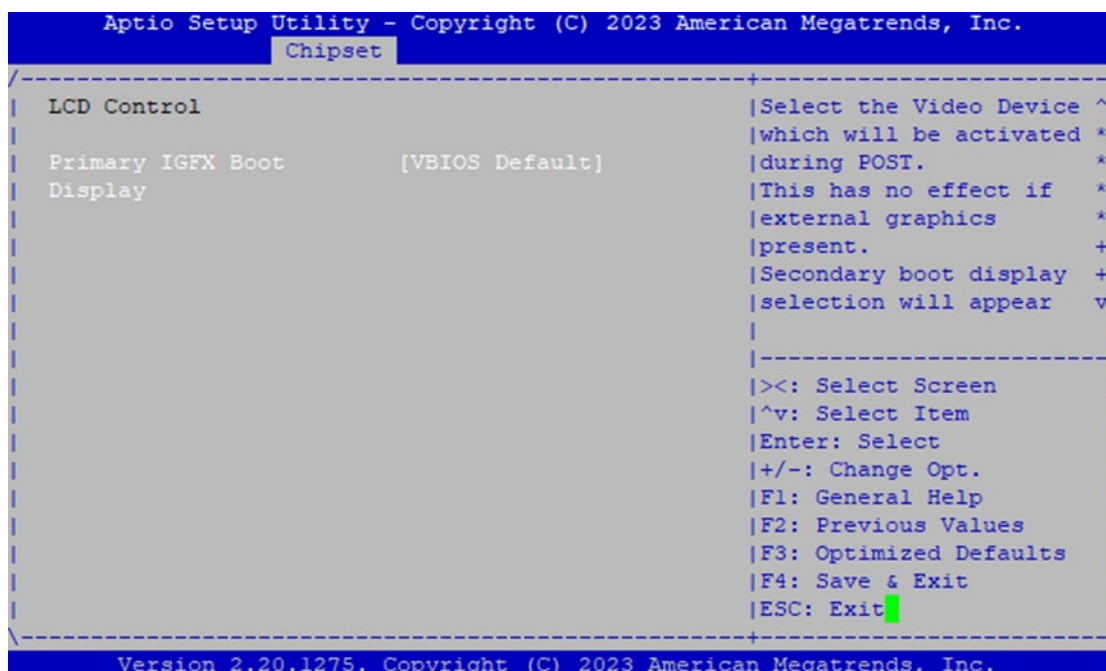 Aptio Setup Utility - Copyright (C) 2023 American Megatrends, Inc.
Chipset
LCD Control
Primary IGFX Boot [VBIOS Default]
Display
Select the Video Device ^
which will be activated *
during POST. *
This has no effect if *
external graphics *
present. +
Secondary boot display +
selection will appear v
><: Select Screen
^v: Select Item
Enter: Select
+/-: Change Opt.
F1: General Help
F2: Previous Values
F3: Optimized Defaults
F4: Save & Exit
ESC: Exit
Version 2.20.1275. Copyright (C) 2023 American Megatrends, Inc.